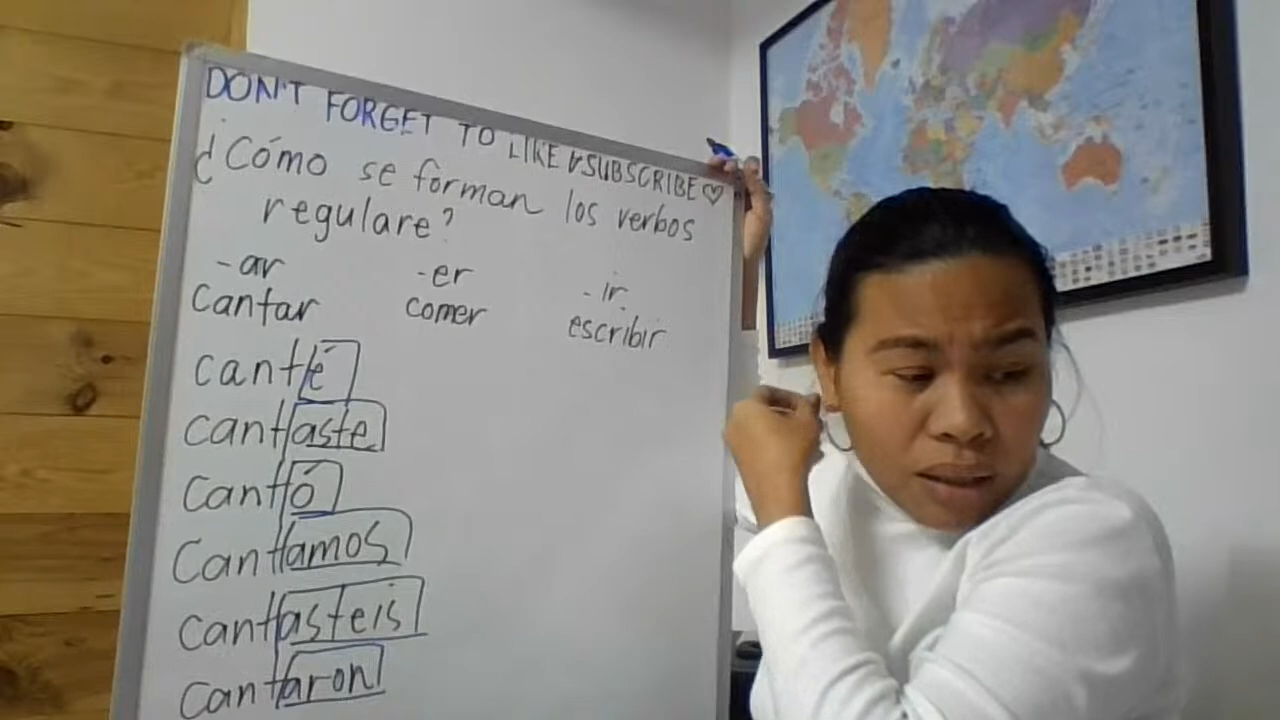 DON'T FORGET TO LIKE & SUBSCRIBE ♡
¿Cómo se forman los verbos
regulare?
-ar -er -ir
Cantar comer escribir
canté
cantaste
cantó
Cantamos
cantasteis
cantaron